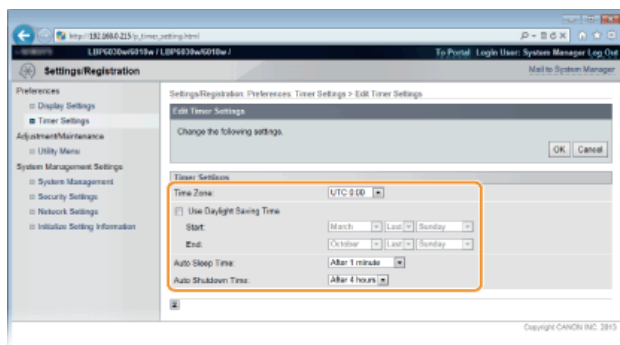 http://192.168.0.215/p_timer_setting.html
LBP6030w/6018w / LBP6030w/6018w /
To Portal Login User: System Manager Log Out
Settings/Registration
Mail to System Manager
Preferences
Settings/Registration: Preferences: Timer Settings > Edit Timer Settings
Display Settings
Timer Settings
Edit Timer Settings
Adjustment/Maintenance
Change the following settings.
Utility Menu
OK Cancel
System Management Settings
System Management
Timer Settings
Security Settings
Time Zone: UTC 0:00
Network Settings
Use Daylight Saving Time
Initialize Setting Information
Start: March Last Sunday
End: October Last Sunday
Auto Sleep Time: After 1 minute
Auto Shutdown Time: After 4 hours
Copyright CANON INC. 2013